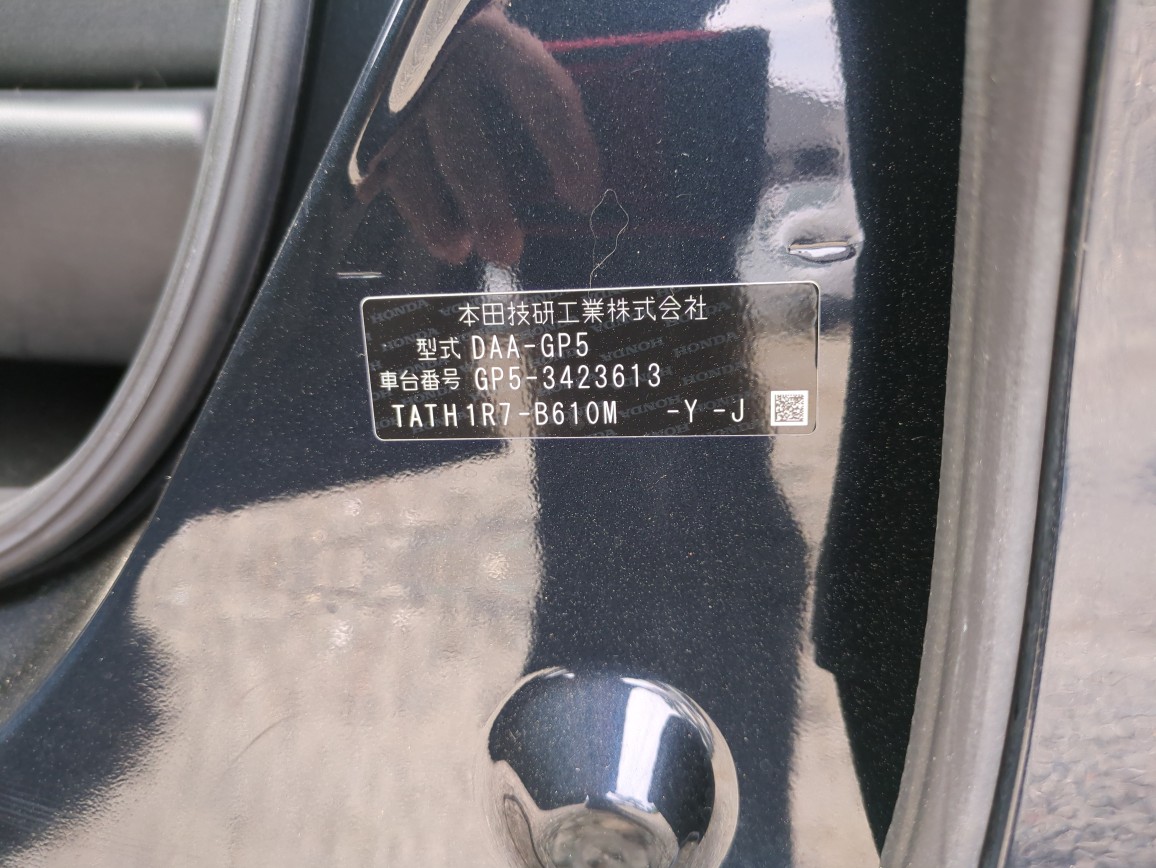 本田技研工業株式会社
型式 DAA-GP5
車台番号 GP5-3423613
TATH1R7-B610M -Y -J